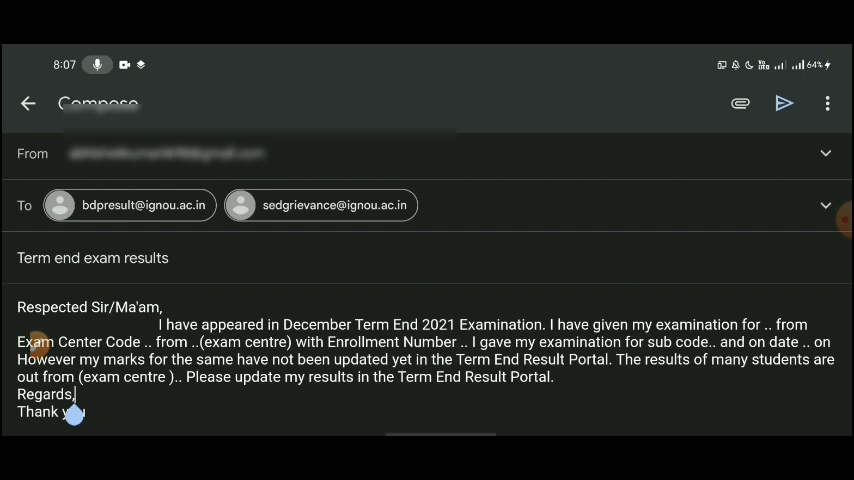 8:07
64%
Compose
From
To bdpresult@ignou.ac.in sedgrievance@ignou.ac.in
Term end exam results
Respected Sir/Ma'am,
I have appeared in December Term End 2021 Examination. I have given my examination for .. from
Exam Center Code .. from ..(exam centre) with Enrollment Number .. I gave my examination for sub code.. and on date .. on
However my marks for the same have not been updated yet in the Term End Result Portal. The results of many students are
out from (exam centre ).. Please update my results in the Term End Result Portal.
Regards,
Thank you